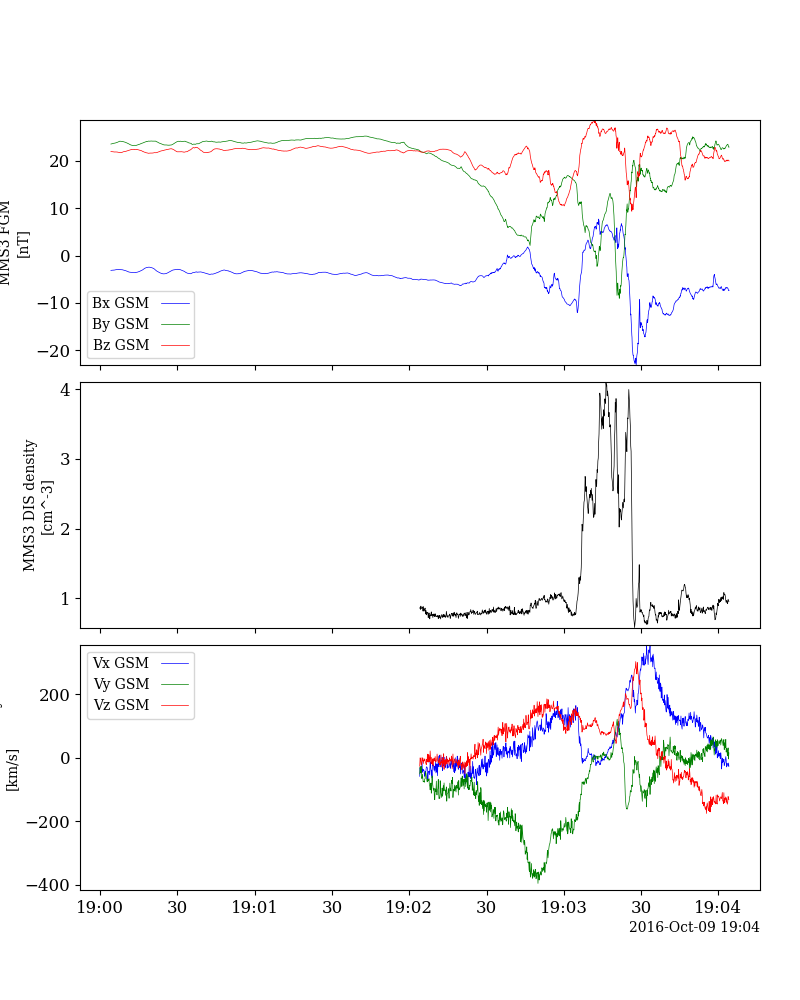 MMS3 FGM
[nT]
20
10
0
−10
−20
Bx GSM
By GSM
Bz GSM
MMS3 DIS density
[cm^-3]
4
3
2
1
[km/s]
200
0
−200
−400
Vx GSM
Vy GSM
Vz GSM
19:00
30
19:01
30
19:02
30
19:03
30
19:04
2016-Oct-09 19:04